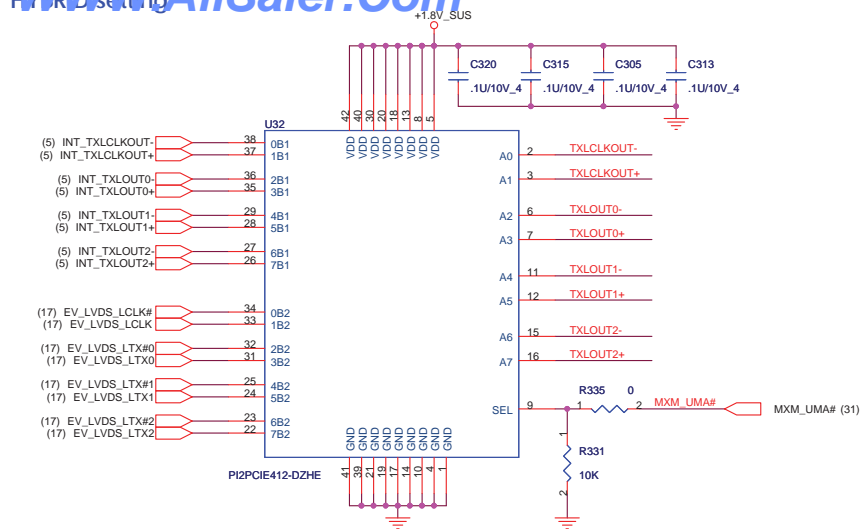 +1.8V_SUS
C320
.1U/10V_4
C315
.1U/10V_4
C305
.1U/10V_4
C313
.1U/10V_4
U32
42 40 30 20 18 13 8 5
VDD VDD VDD VDD VDD VDD VDD VDD
(5) INT_TXLCLKOUT- 38 0B1
(5) INT_TXLCLKOUT+ 37 1B1
(5) INT_TXLOUT0- 36 2B1
(5) INT_TXLOUT0+ 35 3B1
(5) INT_TXLOUT1- 29 4B1
(5) INT_TXLOUT1+ 28 5B1
(5) INT_TXLOUT2- 27 6B1
(5) INT_TXLOUT2+ 26 7B1
(17) EV_LVDS_LCLK# 34 0B2
(17) EV_LVDS_LCLK 33 1B2
(17) EV_LVDS_LTX#0 32 2B2
(17) EV_LVDS_LTX0 31 3B2
(17) EV_LVDS_LTX#1 25 4B2
(17) EV_LVDS_LTX1 24 5B2
(17) EV_LVDS_LTX#2 23 6B2
(17) EV_LVDS_LTX2 22 7B2
A0 2 TXLCLKOUT-
A1 3 TXLCLKOUT+
A2 6 TXLOUT0-
A3 7 TXLOUT0+
A4 11 TXLOUT1-
A5 12 TXLOUT1+
A6 15 TXLOUT2-
A7 16 TXLOUT2+
R335 0
SEL 9 1 2 MXM_UMA# MXM_UMA# (31)
1
R331
10K
2
GND GND GND GND GND GND GND GND GND
41 39 21 19 17 14 10 4 1
PI2PCIE412-DZHE